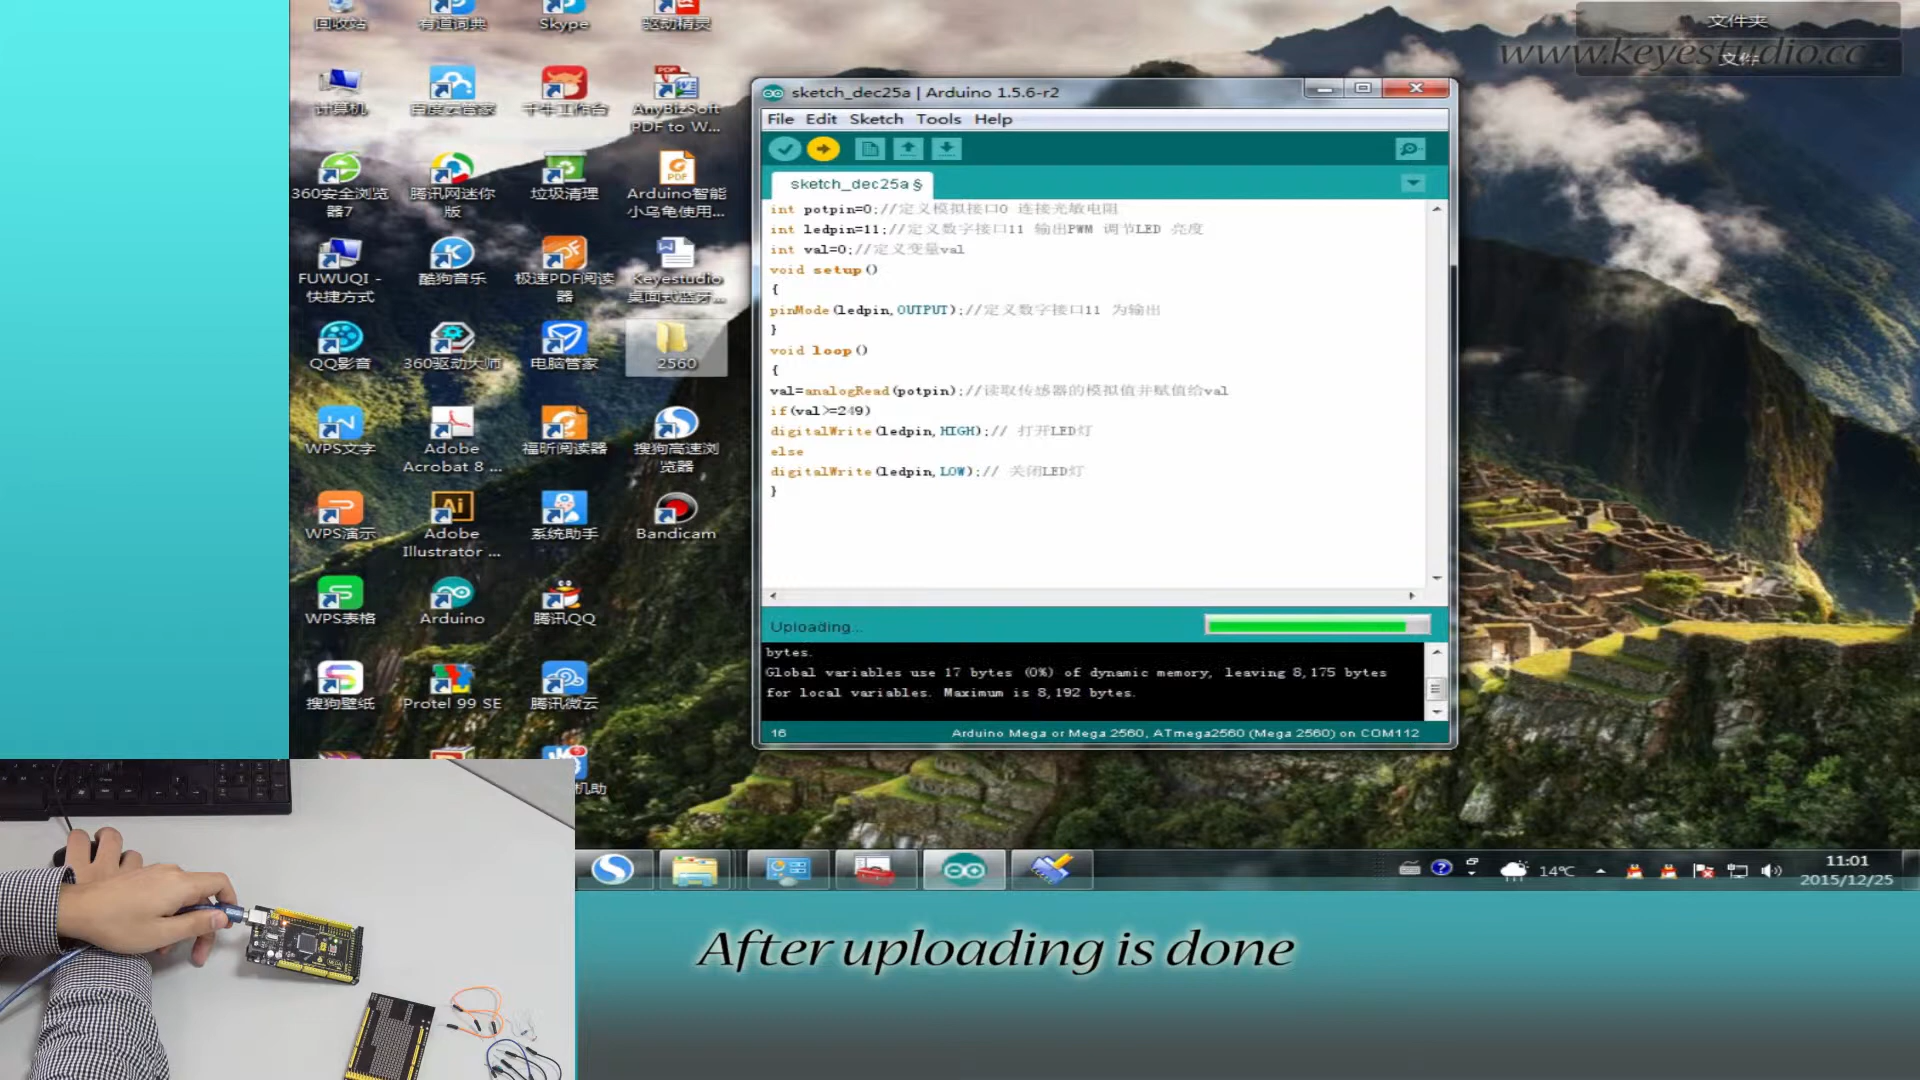 回收站
有道词典
Skype
驱动精灵
文件夹
www.keyestudio.cc
文件
计算机
百度云管家
千牛工作台
AnyBizSoft
PDF to W...
360安全浏览
器7
腾讯网迷你
版
垃圾清理
Arduino智能
小乌龟使用...
FUWUQI -
快捷方式
酷狗音乐
极速PDF阅读
器
Keyestudio
桌面式蓝牙...
QQ影音
360驱动大师
电脑管家
2560
WPS文字
Adobe
Acrobat 8 ...
福昕阅读器
搜狗高速浏
览器
WPS演示
Adobe
Illustrator ...
系统助手
Bandicam
WPS表格
Arduino
腾讯QQ
搜狗壁纸
Protel 99 SE
腾讯微云
机助
sketch_dec25a | Arduino 1.5.6-r2
File Edit Sketch Tools Help
sketch_dec25a §
int potpin=0;//定义模拟接口0 连接光敏电阻
int ledpin=11;//定义数字接口11 输出PWM 调节LED 亮度
int val=0;//定义变量val
void setup()
{
pinMode(ledpin,OUTPUT);//定义数字接口11 为输出
}
void loop()
{
val=analogRead(potpin);//读取传感器的模拟值并赋值给val
if(val>=249)
digitalWrite(ledpin,HIGH);// 打开LED灯
else
digitalWrite(ledpin,LOW);// 关闭LED灯
}
Uploading...
bytes.
Global variables use 17 bytes (0%) of dynamic memory, leaving 8,175 bytes
for local variables. Maximum is 8,192 bytes.
16
Arduino Mega or Mega 2560, ATmega2560 (Mega 2560) on COM112
14℃
11:01
2015/12/25
After uploading is done